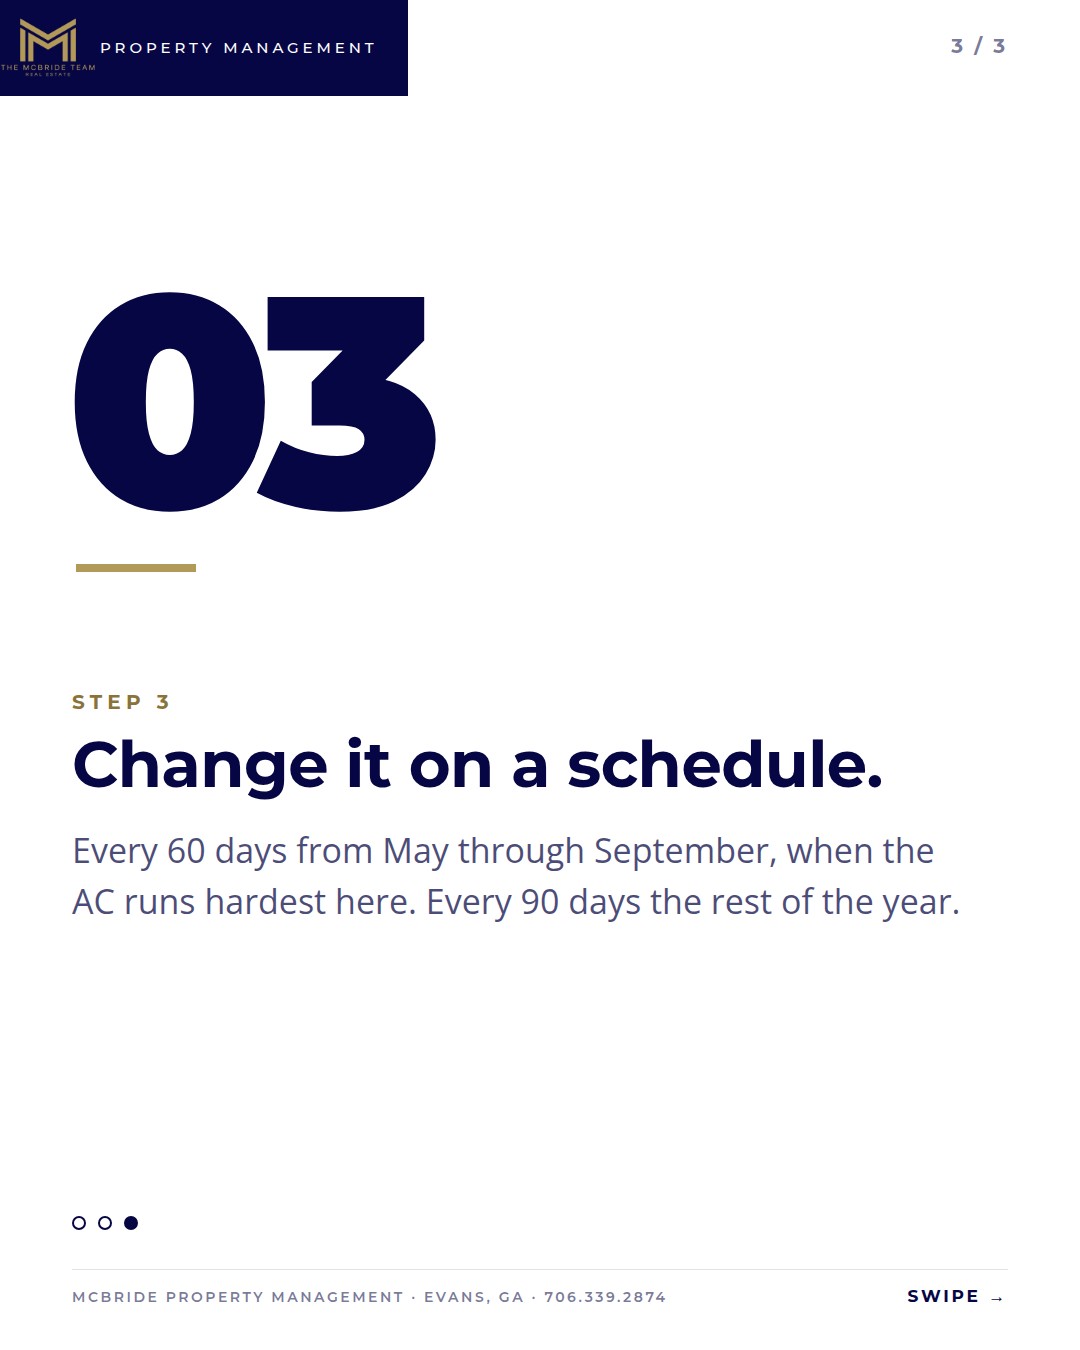 THE MCBRIDE TEAM
REAL ESTATE
PROPERTY MANAGEMENT
3 / 3
03
STEP 3
Change it on a schedule.
Every 60 days from May through September, when the
AC runs hardest here. Every 90 days the rest of the year.
MCBRIDE PROPERTY MANAGEMENT · EVANS, GA · 706.339.2874
SWIPE →